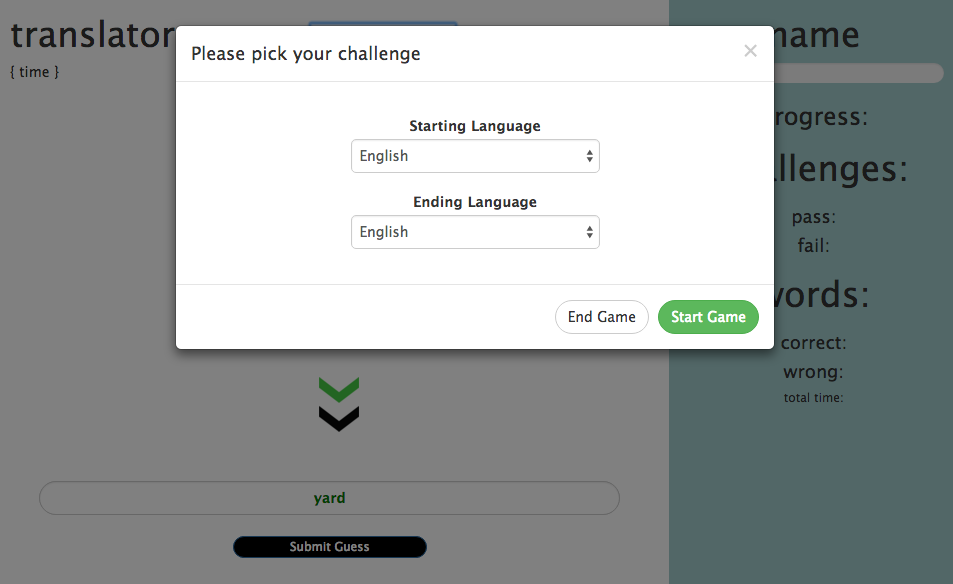 translator
{ time }
Please pick your challenge
×
Starting Language
English
Ending Language
English
End Game
Start Game
yard
Submit Guess
name
rogress:
llenges:
pass:
fail:
words:
correct:
wrong:
total time: